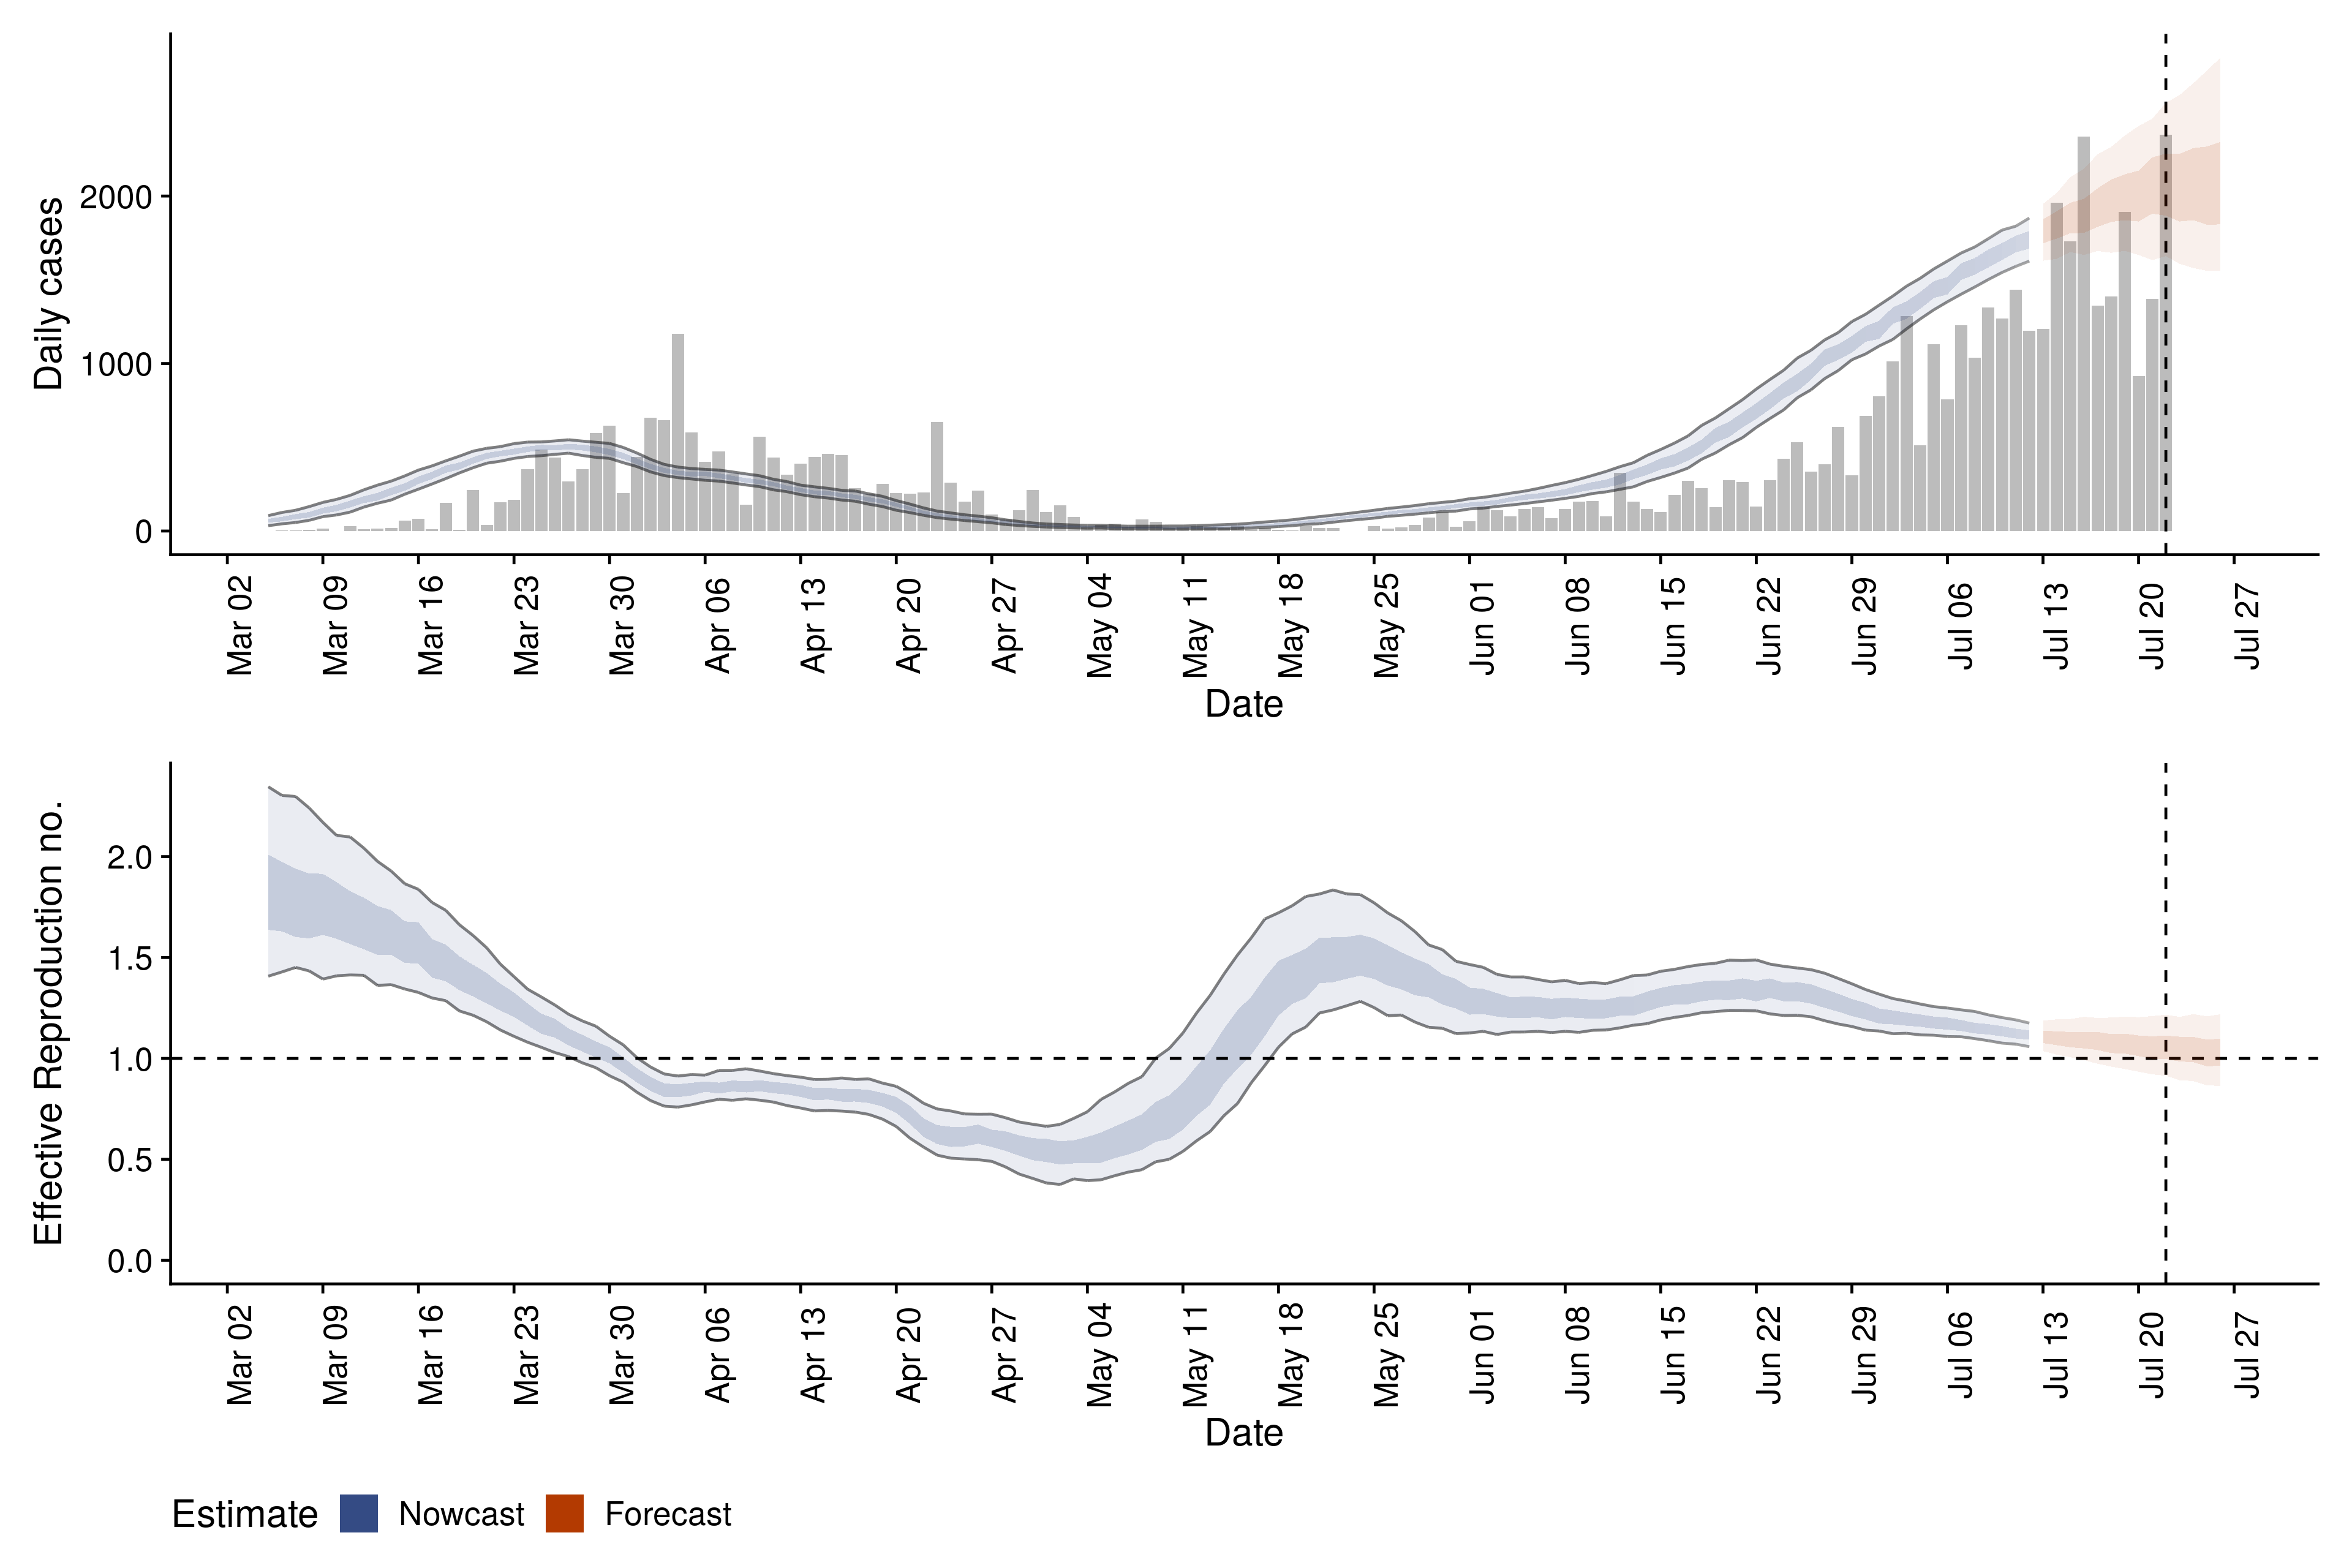 Daily cases
2000
1000
0
Mar 02
Mar 09
Mar 16
Mar 23
Mar 30
Apr 06
Apr 13
Apr 20
Apr 27
May 04
May 11
May 18
May 25
Jun 01
Jun 08
Jun 15
Jun 22
Jun 29
Jul 06
Jul 13
Jul 20
Jul 27
Date
Effective Reproduction no.
2.0
1.5
1.0
0.5
0.0
Mar 02
Mar 09
Mar 16
Mar 23
Mar 30
Apr 06
Apr 13
Apr 20
Apr 27
May 04
May 11
May 18
May 25
Jun 01
Jun 08
Jun 15
Jun 22
Jun 29
Jul 06
Jul 13
Jul 20
Jul 27
Date
Estimate Nowcast Forecast